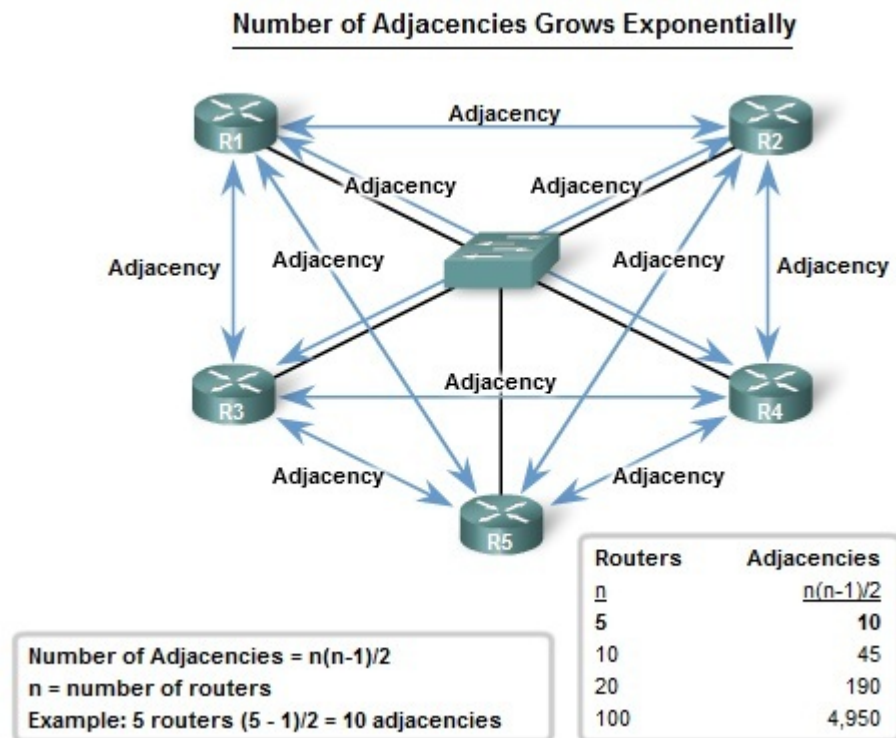 Number of Adjacencies Grows Exponentially
Adjacency
R1
R2
Adjacency
Adjacency
Adjacency
Adjacency
Adjacency
Adjacency
Adjacency
R3
R4
Adjacency
Adjacency
R5
Routers Adjacencies
n n(n-1)/2
5 10
10 45
20 190
100 4,950
Number of Adjacencies = n(n-1)/2
n = number of routers
Example: 5 routers (5 - 1)/2 = 10 adjacencies